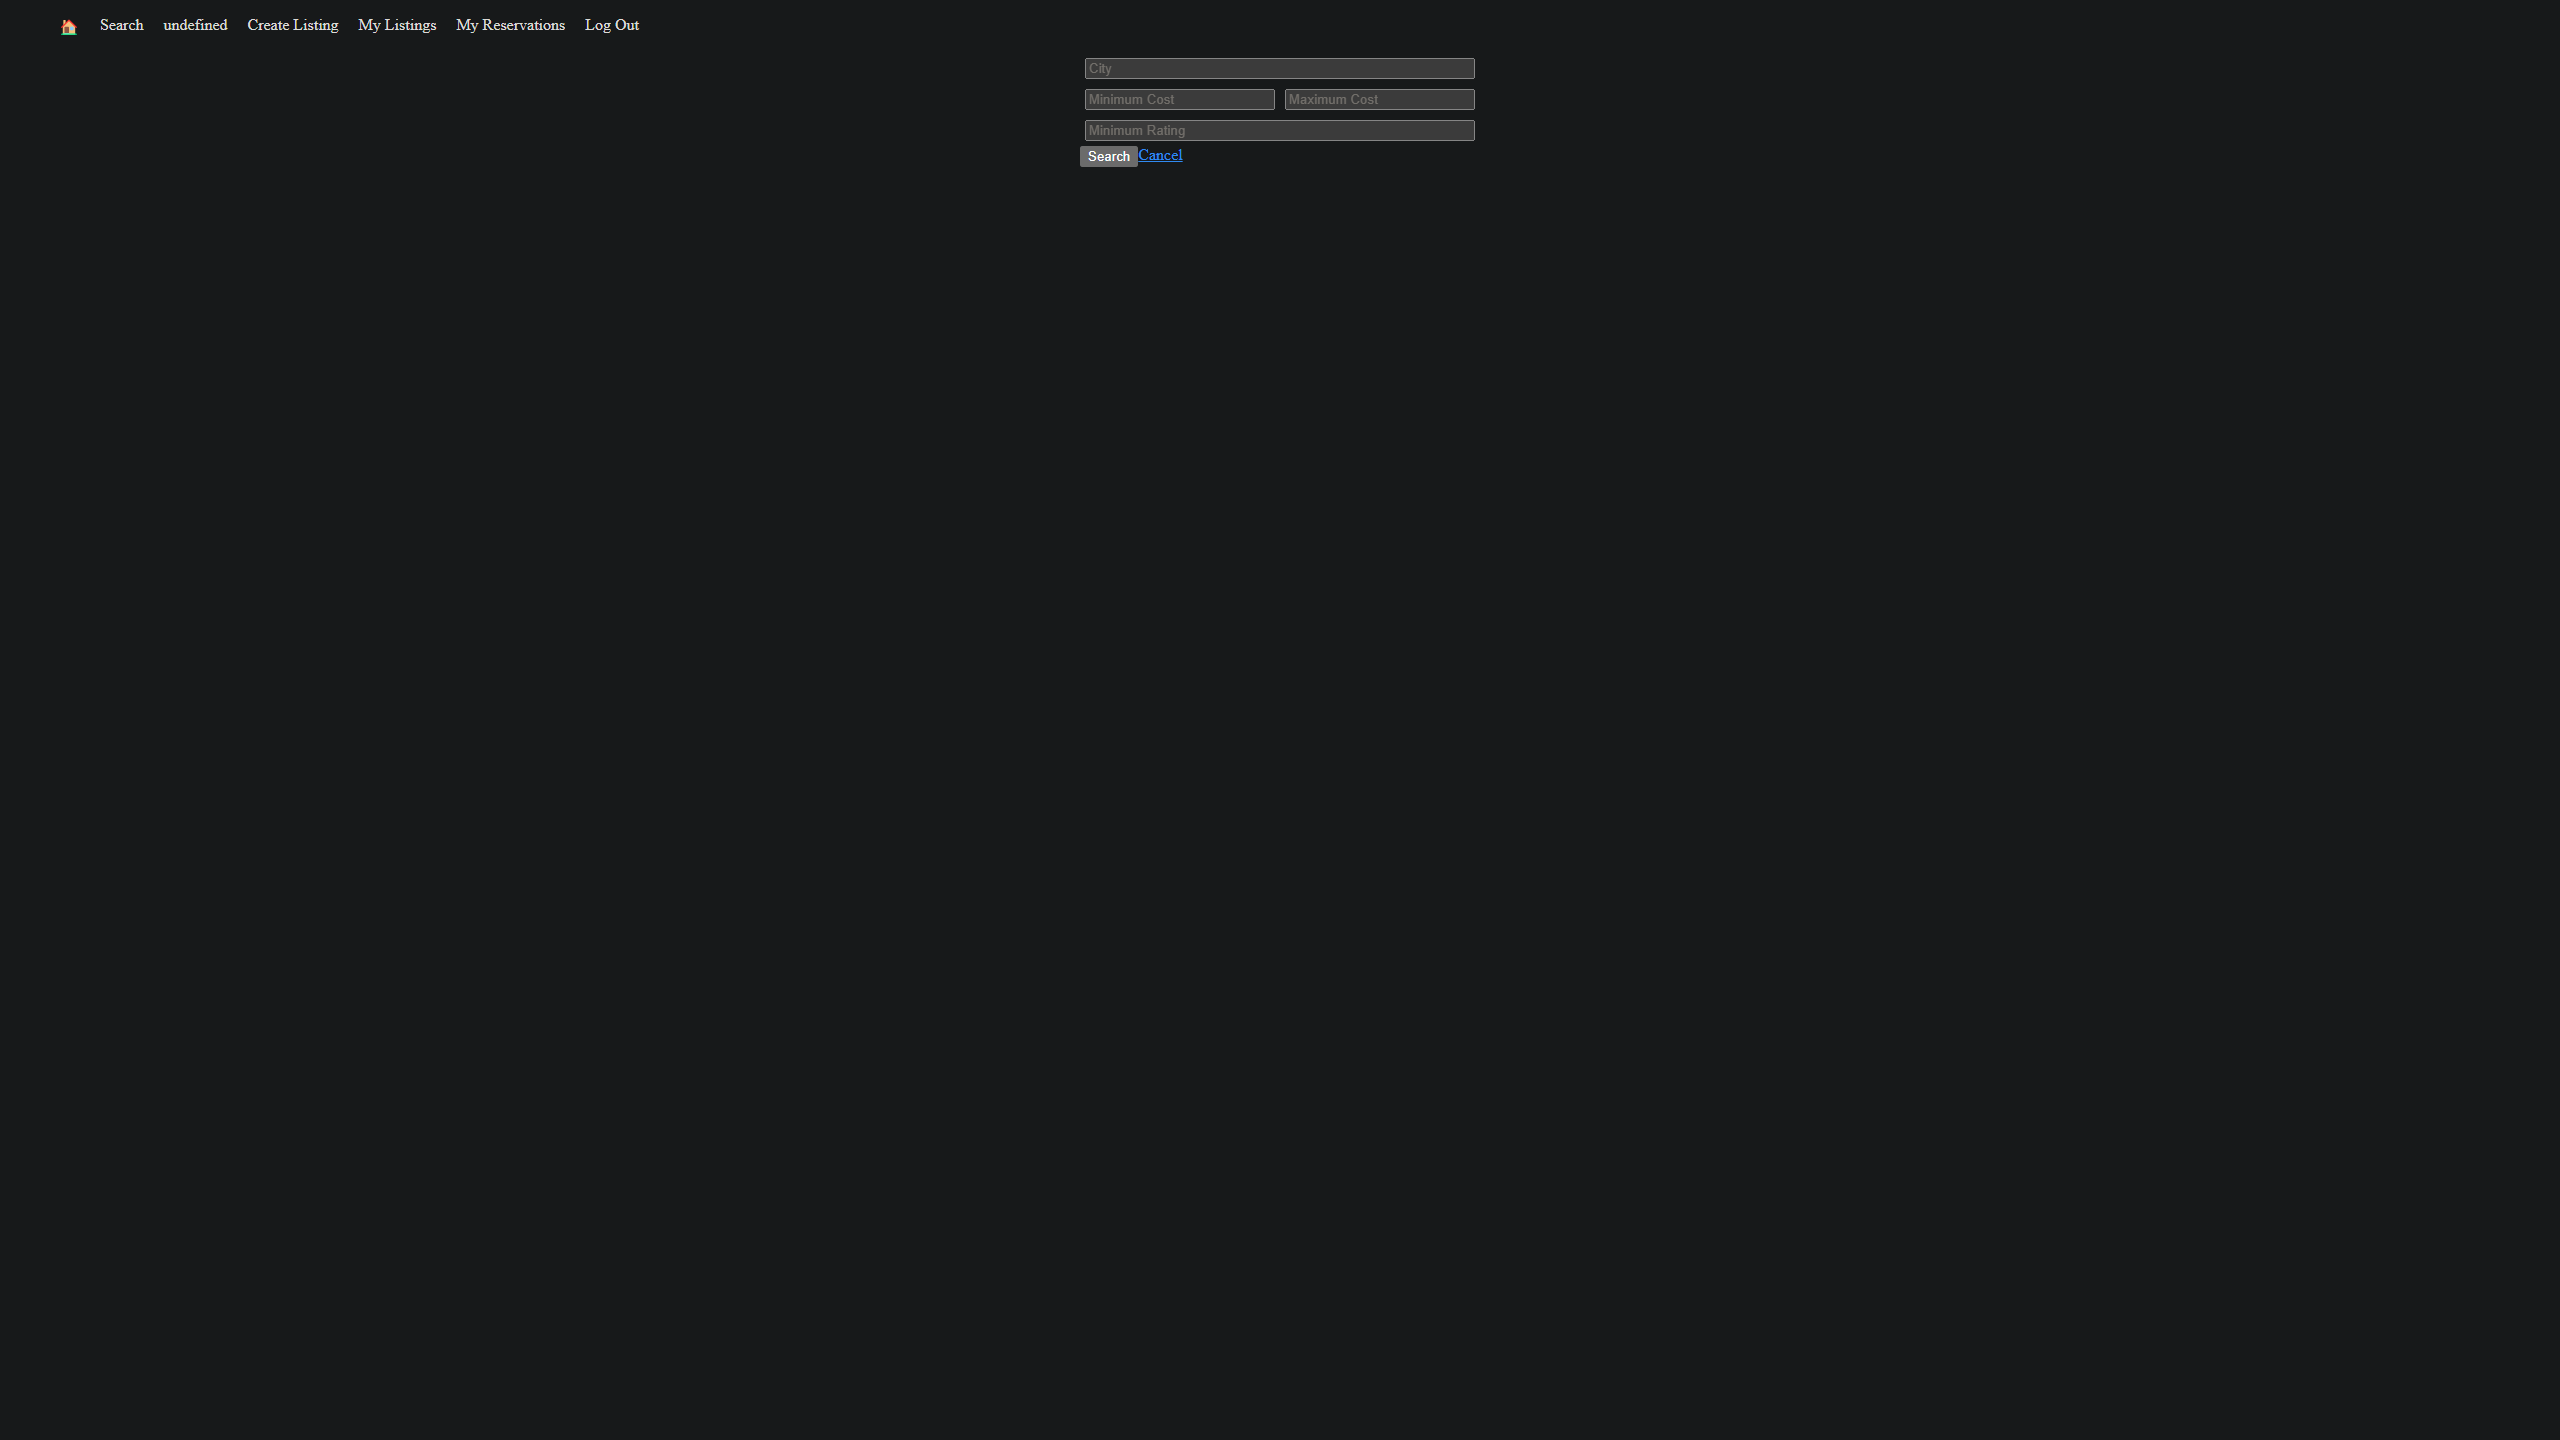 Search undefined Create Listing My Listings My Reservations Log Out
City
Minimum Cost Maximum Cost
Minimum Rating
Search Cancel